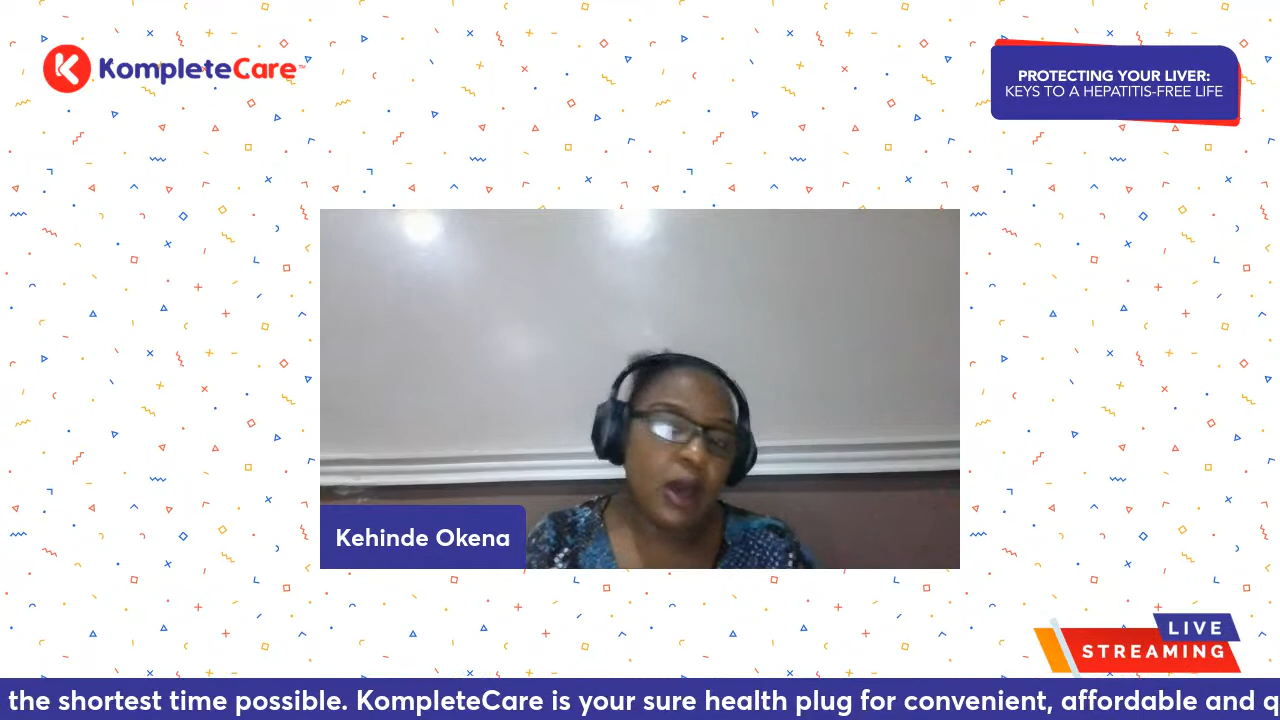 KompleteCare™
PROTECTING YOUR LIVER:
KEYS TO A HEPATITIS-FREE LIFE
Kehinde Okena
LIVE
STREAMING
the shortest time possible. KompleteCare is your sure health plug for convenient, affordable and q